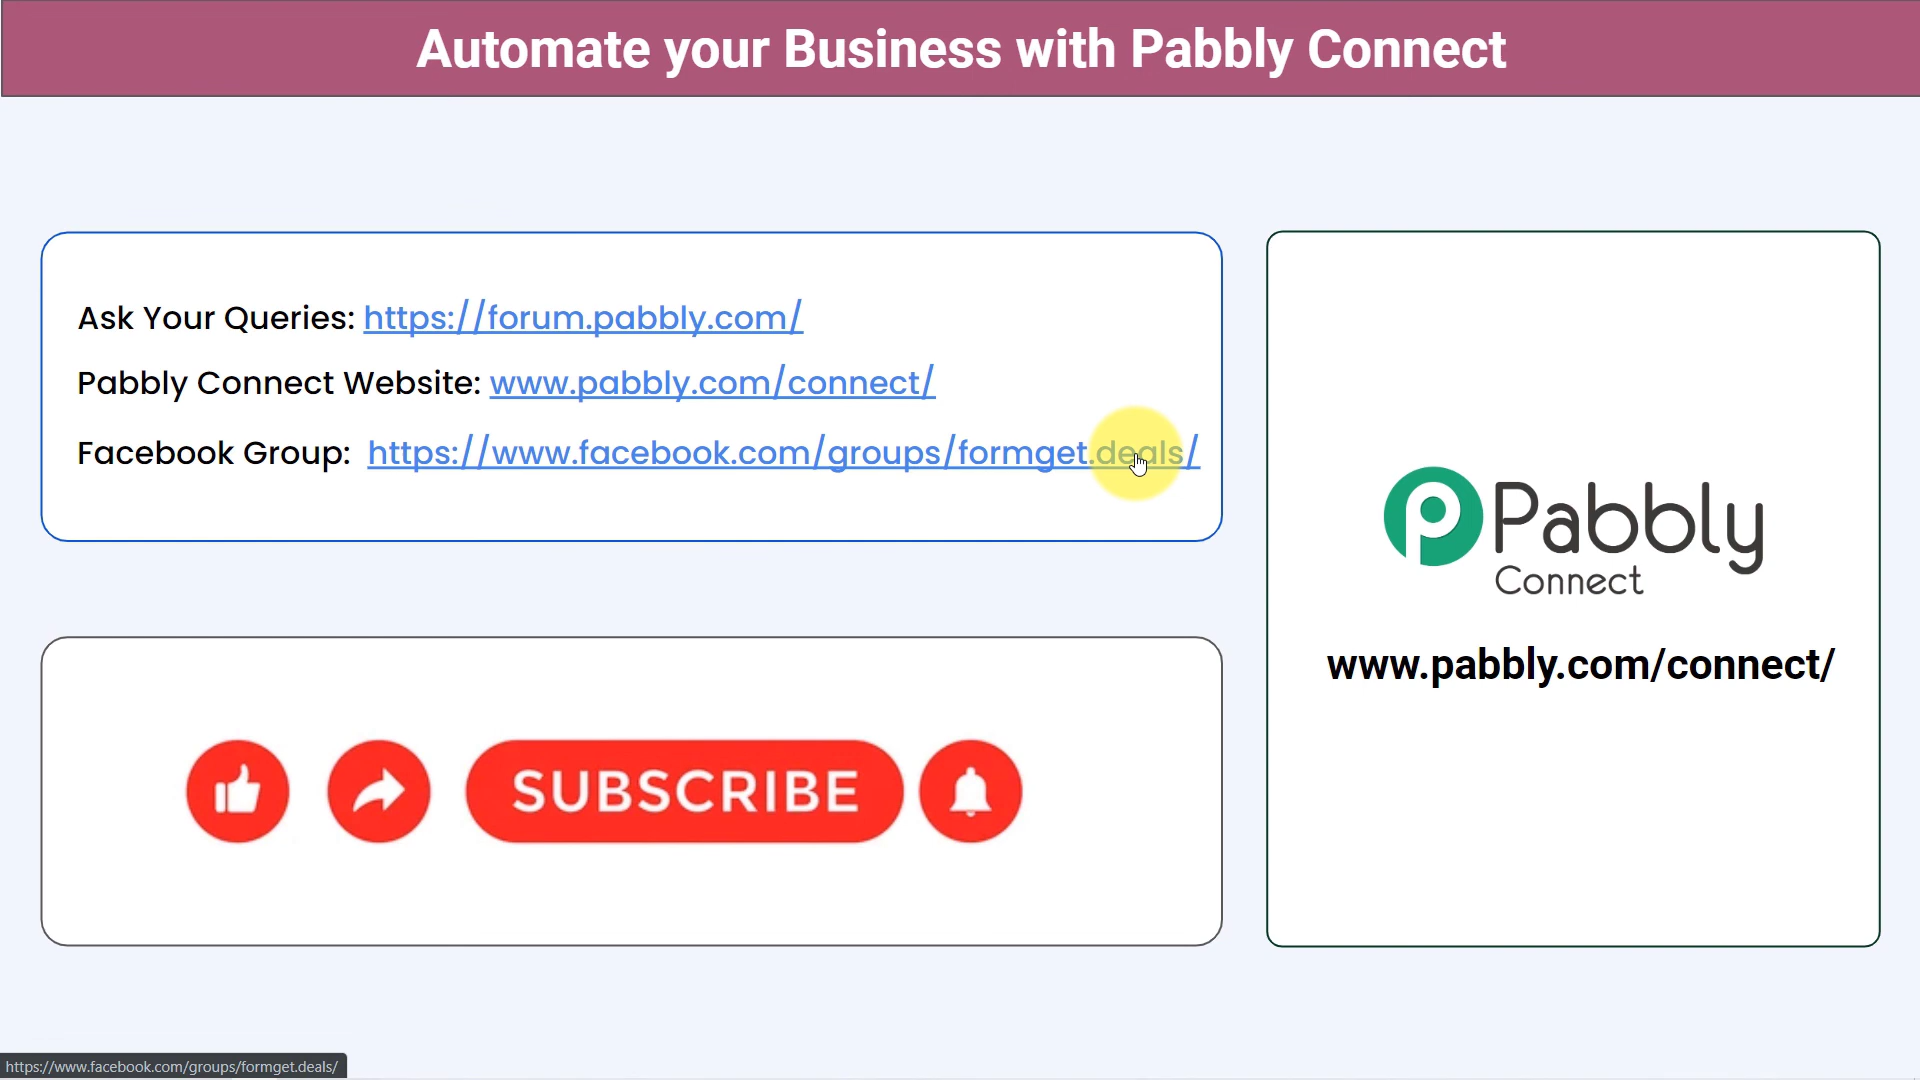 Automate your Business with Pabbly Connect
Ask Your Queries: https://forum.pabbly.com/
Pabbly Connect Website: www.pabbly.com/connect/
Facebook Group: https://www.facebook.com/groups/formget.deals/
Pabbly
Connect
www.pabbly.com/connect/
SUBSCRIBE
https://www.facebook.com/groups/formget.deals/